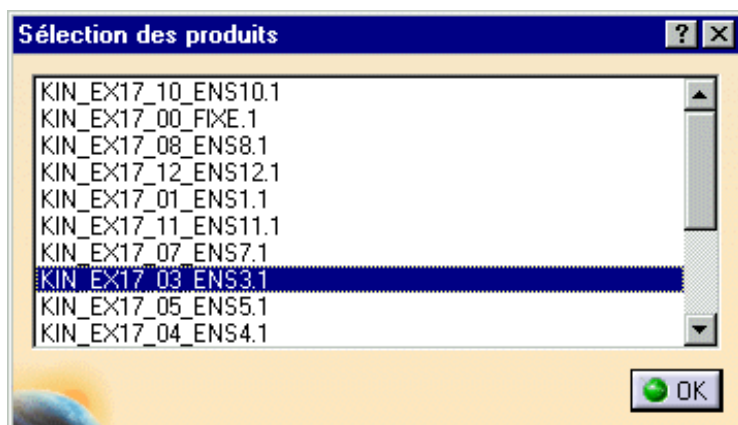 Sélection des produits
KIN_EX17_10_ENS10.1
KIN_EX17_00_FIXE.1
KIN_EX17_08_ENS8.1
KIN_EX17_12_ENS12.1
KIN_EX17_01_ENS1.1
KIN_EX17_11_ENS11.1
KIN_EX17_07_ENS7.1
KIN_EX17_03_ENS3.1
KIN_EX17_05_ENS5.1
KIN_EX17_04_ENS4.1
OK